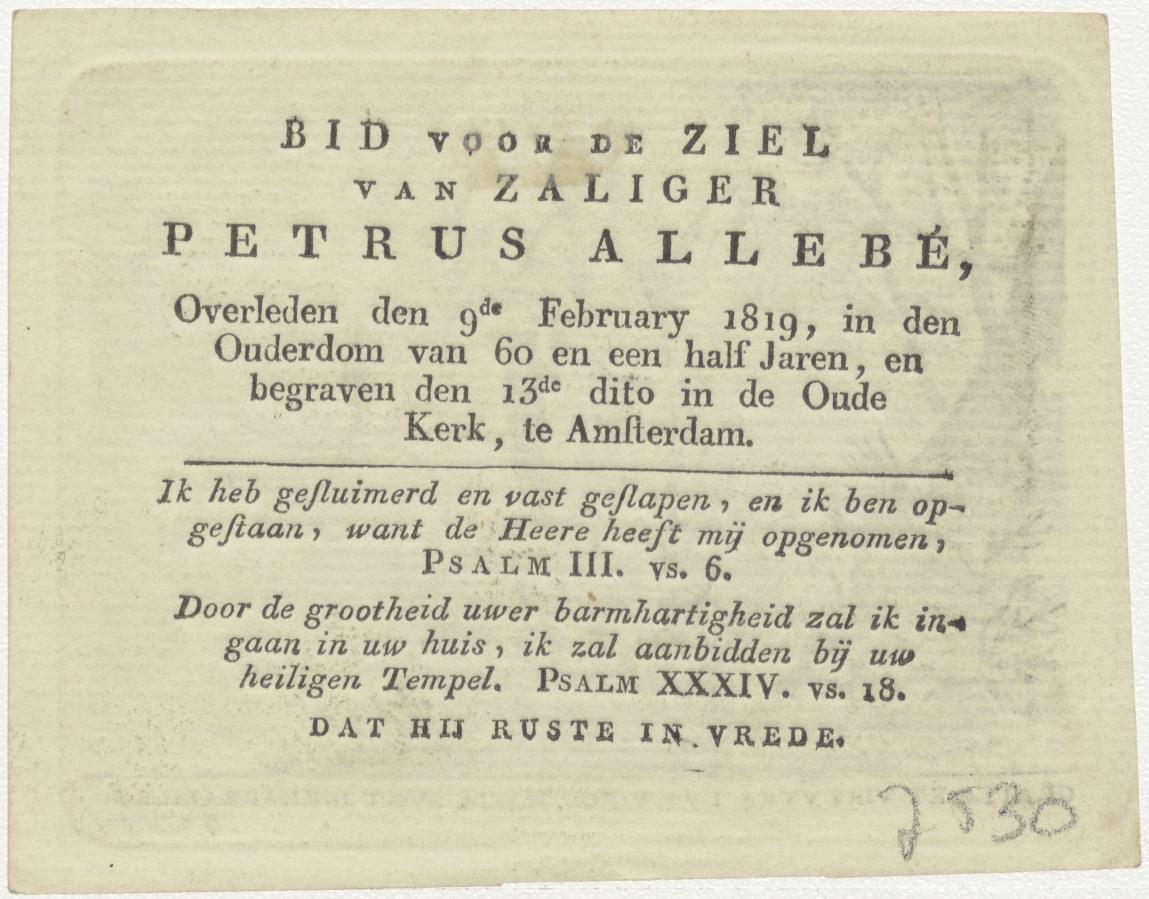 BID VOOR DE ZIEL
VAN ZALIGER
PETRUS ALLEBÉ,
Overleden den 9de February 1819, in den
Ouderdom van 60 en een half Jaren, en
begraven den 13de dito in de Oude
Kerk, te Amſterdam.
Ik heb geſluimerd en vast geſlapen, en ik ben op-
geſtaan, want de Heere heeft mij opgenomen,
PSALM III. vs. 6.
Door de grootheid uwer barmhartigheid zal ik in-
gaan in uw huis, ik zal aanbidden bij uw
heiligen Tempel. PSALM XXXIV. vs. 18.
DAT HIJ RUSTE IN VREDE.
7530